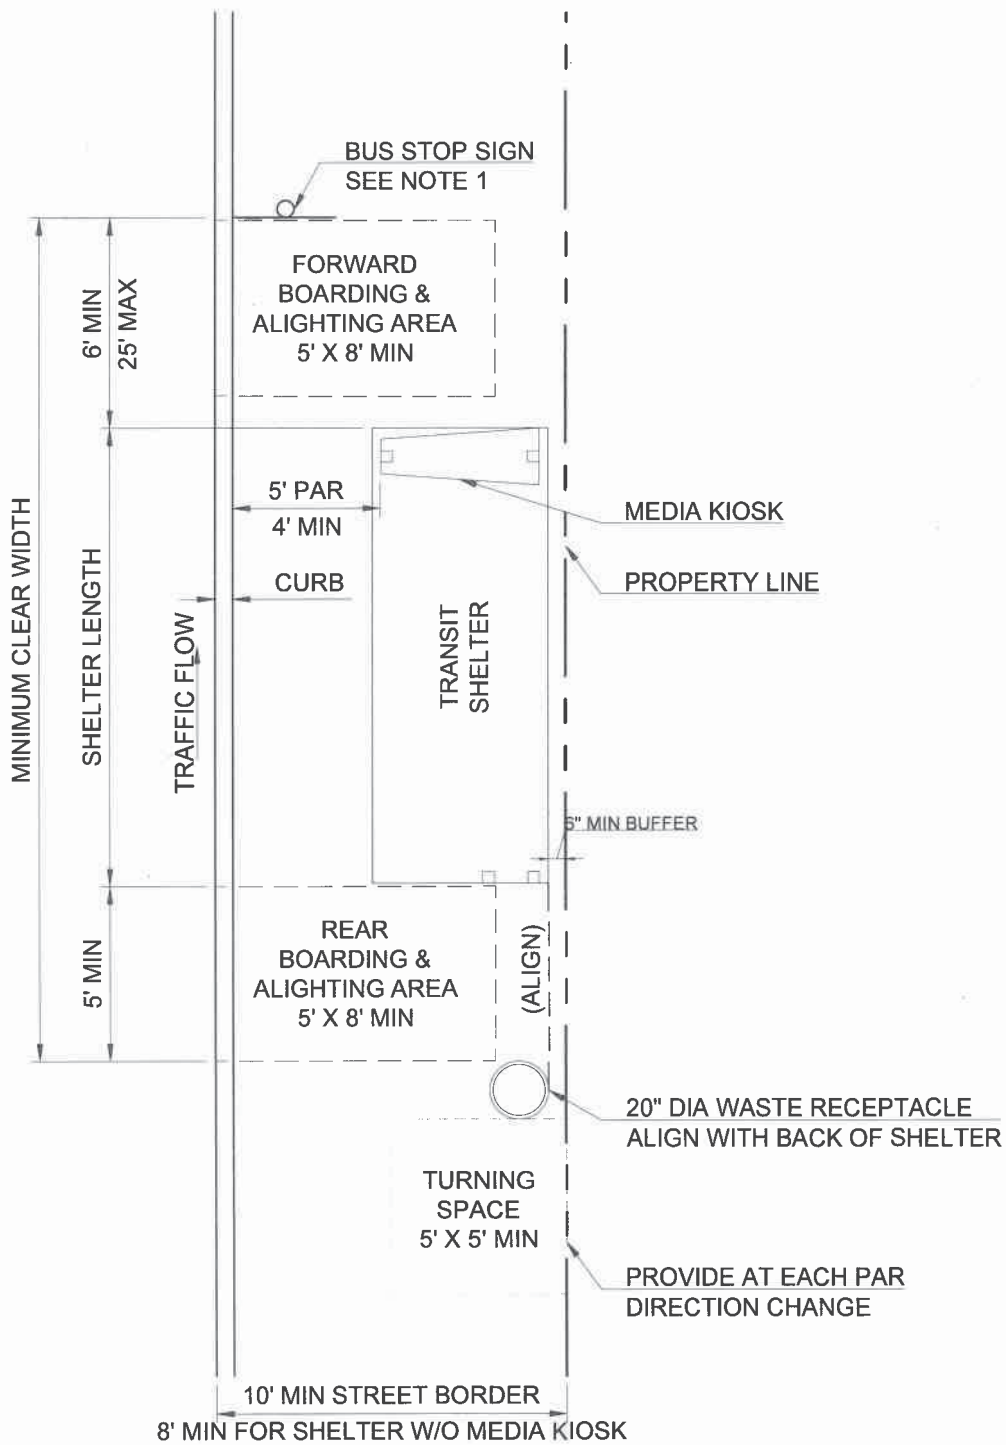 BUS STOP SIGN
SEE NOTE 1
FORWARD
BOARDING &
ALIGHTING AREA
5' X 8' MIN
6' MIN
25' MAX
MINIMUM CLEAR WIDTH
SHELTER LENGTH
5' PAR
4' MIN
MEDIA KIOSK
CURB
PROPERTY LINE
TRAFFIC FLOW
TRANSIT
SHELTER
6" MIN BUFFER
5' MIN
REAR
BOARDING &
ALIGHTING AREA
5' X 8' MIN
(ALIGN)
20" DIA WASTE RECEPTACLE
ALIGN WITH BACK OF SHELTER
TURNING
SPACE
5' X 5' MIN
PROVIDE AT EACH PAR
DIRECTION CHANGE
10' MIN STREET BORDER
8' MIN FOR SHELTER W/O MEDIA KIOSK